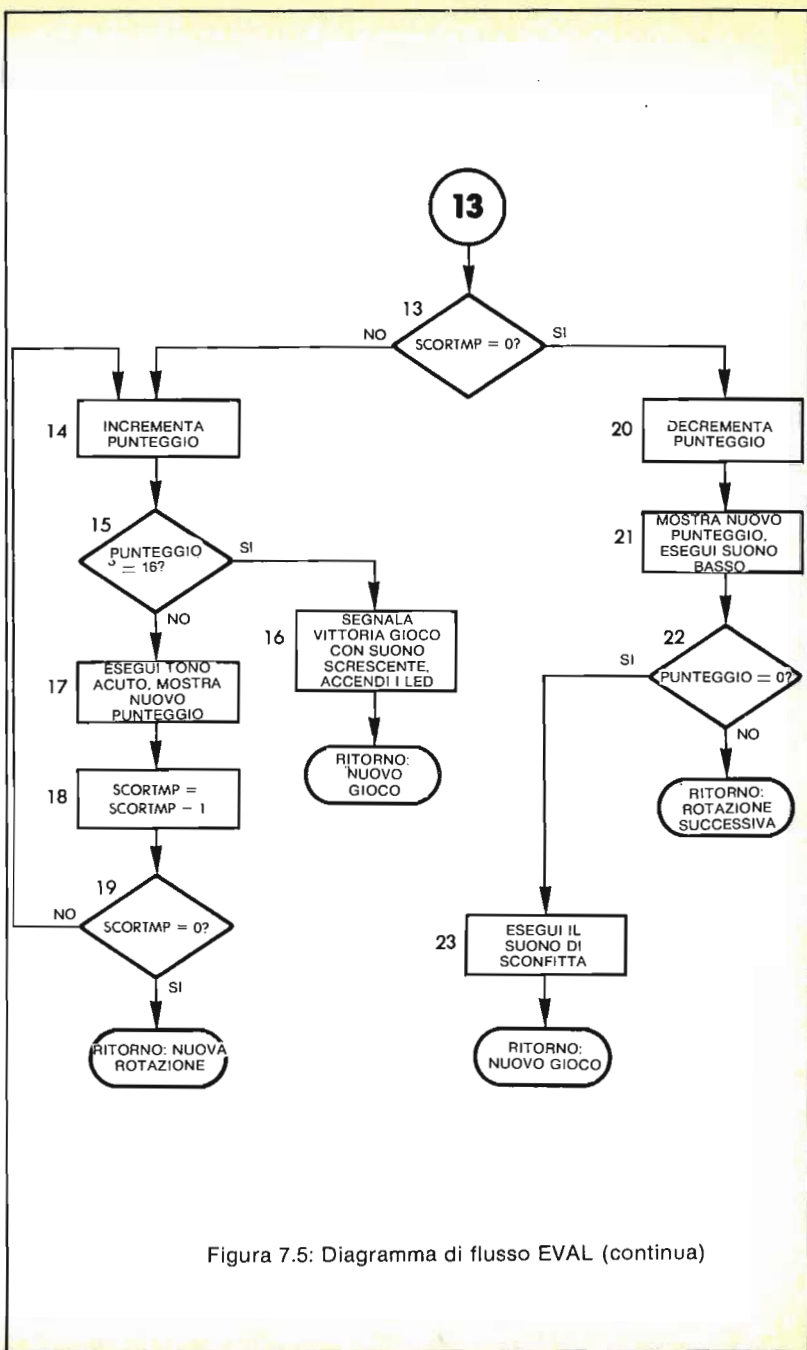 13
13
SCORTMP = 0?
NO
SI
14
INCREMENTA
PUNTEGGIO
20
DECREMENTA
PUNTEGGIO
15
PUNTEGGIO
= 16?
SI
NO
21
MOSTRA NUOVO
PUNTEGGIO,
ESEGUI SUONO
BASSO
16
SEGNALA
VITTORIA GIOCO
CON SUONO
SCRESCENTE,
ACCENDI I LED
22
PUNTEGGIO = 0?
SI
NO
17
ESEGUI TONO
ACUTO, MOSTRA
NUOVO
PUNTEGGIO
RITORNO:
NUOVO
GIOCO
RITORNO:
ROTAZIONE
SUCCESSIVA
18
SCORTMP =
SCORTMP – 1
19
SCORTMP = 0?
NO
SI
23
ESEGUI IL
SUONO DI
SCONFITTA
RITORNO: NUOVA
ROTAZIONE
RITORNO:
NUOVO GIOCO
Figura 7.5: Diagramma di flusso EVAL (continua)